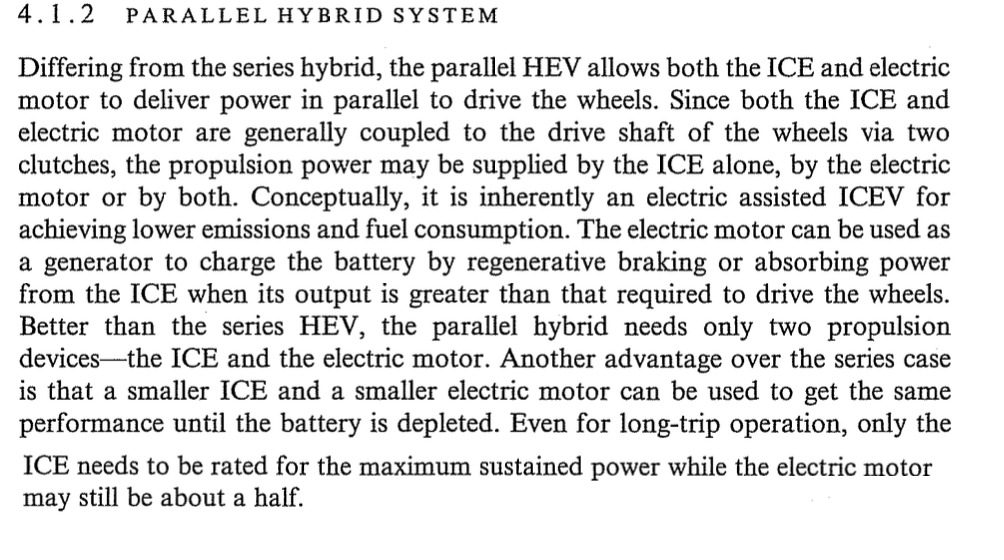 4.1.2 PARALLEL HYBRID SYSTEM
Differing from the series hybrid, the parallel HEV allows both the ICE and electric
motor to deliver power in parallel to drive the wheels. Since both the ICE and
electric motor are generally coupled to the drive shaft of the wheels via two
clutches, the propulsion power may be supplied by the ICE alone, by the electric
motor or by both. Conceptually, it is inherently an electric assisted ICEV for
achieving lower emissions and fuel consumption. The electric motor can be used as
a generator to charge the battery by regenerative braking or absorbing power
from the ICE when its output is greater than that required to drive the wheels.
Better than the series HEV, the parallel hybrid needs only two propulsion
devices—the ICE and the electric motor. Another advantage over the series case
is that a smaller ICE and a smaller electric motor can be used to get the same
performance until the battery is depleted. Even for long-trip operation, only the
ICE needs to be rated for the maximum sustained power while the electric motor
may still be about a half.